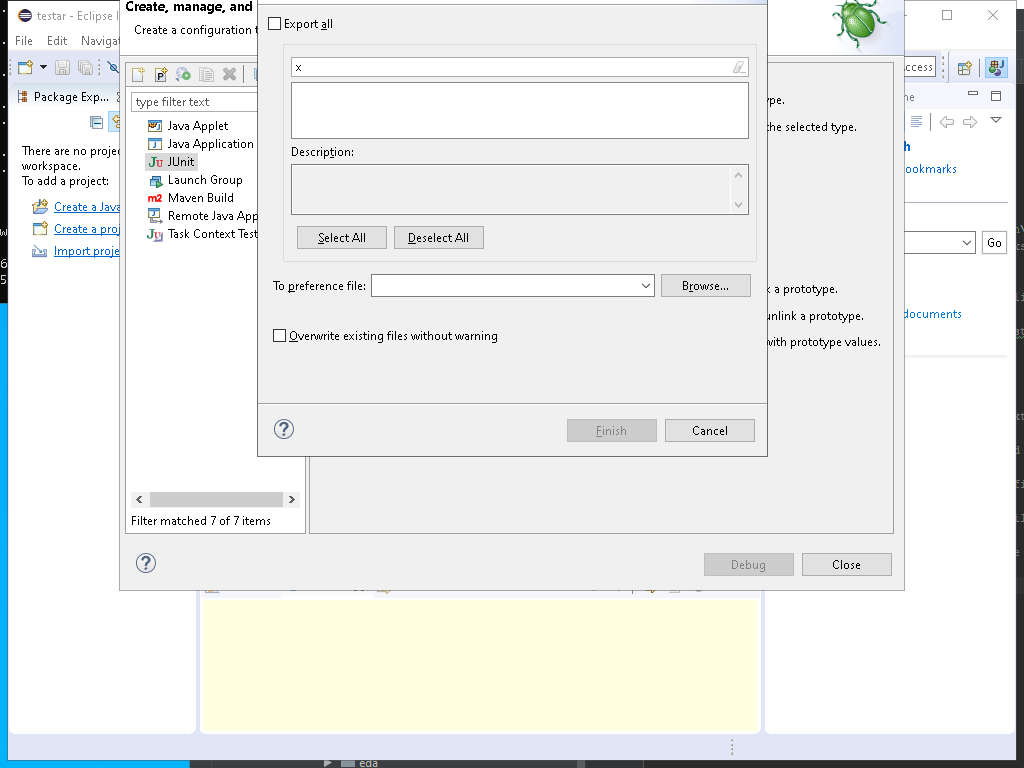 testar - Eclipse I
File Edit Naviga
Package Exp...
There are no proje
workspace.
To add a project:
Create a Java
Create a proj
Import proje
Create, manage, and
Create a configuration t
type filter text
Java Applet
Java Application
JUnit
Launch Group
Maven Build
Remote Java App
Task Context Test
Filter matched 7 of 7 items
Export all
x
Description:
Select All Deselect All
To preference file: Browse...
Overwrite existing files without warning
Finish Cancel
ype.
the selected type.
k a prototype.
unlink a prototype.
with prototype values.
Debug Close
ccess
ne
h
ookmarks
Go
documents
eda